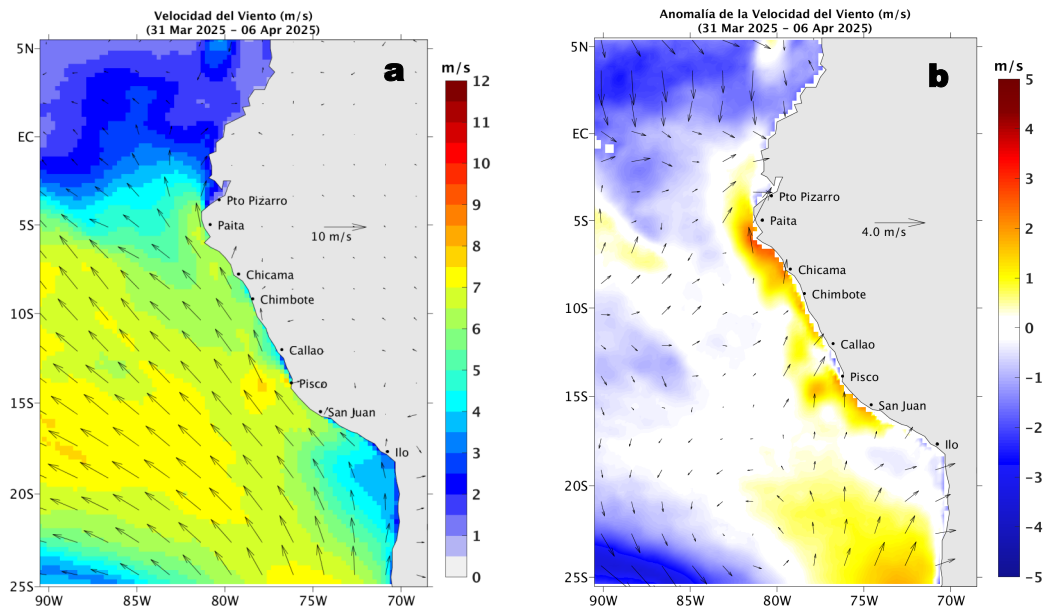 Velocidad del Viento (m/s)
(31 Mar 2025 – 06 Apr 2025)
a
m/s
12
11
10
9
8
7
6
5
4
3
2
1
0
5N
EC
5S
10S
15S
20S
25S
90W
85W
80W
75W
70W
Pto Pizarro
Paita
10 m/s
Chicama
Chimbote
Callao
Pisco
San Juan
Ilo
Anomalía de la Velocidad del Viento (m/s)
(31 Mar 2025 – 06 Apr 2025)
b
m/s
5
4
3
2
1
0
-1
-2
-3
-4
-5
5N
EC
5S
10S
15S
20S
25S
90W
85W
80W
75W
70W
Pto Pizarro
Paita
4.0 m/s
Chicama
Chimbote
Callao
Pisco
San Juan
Ilo